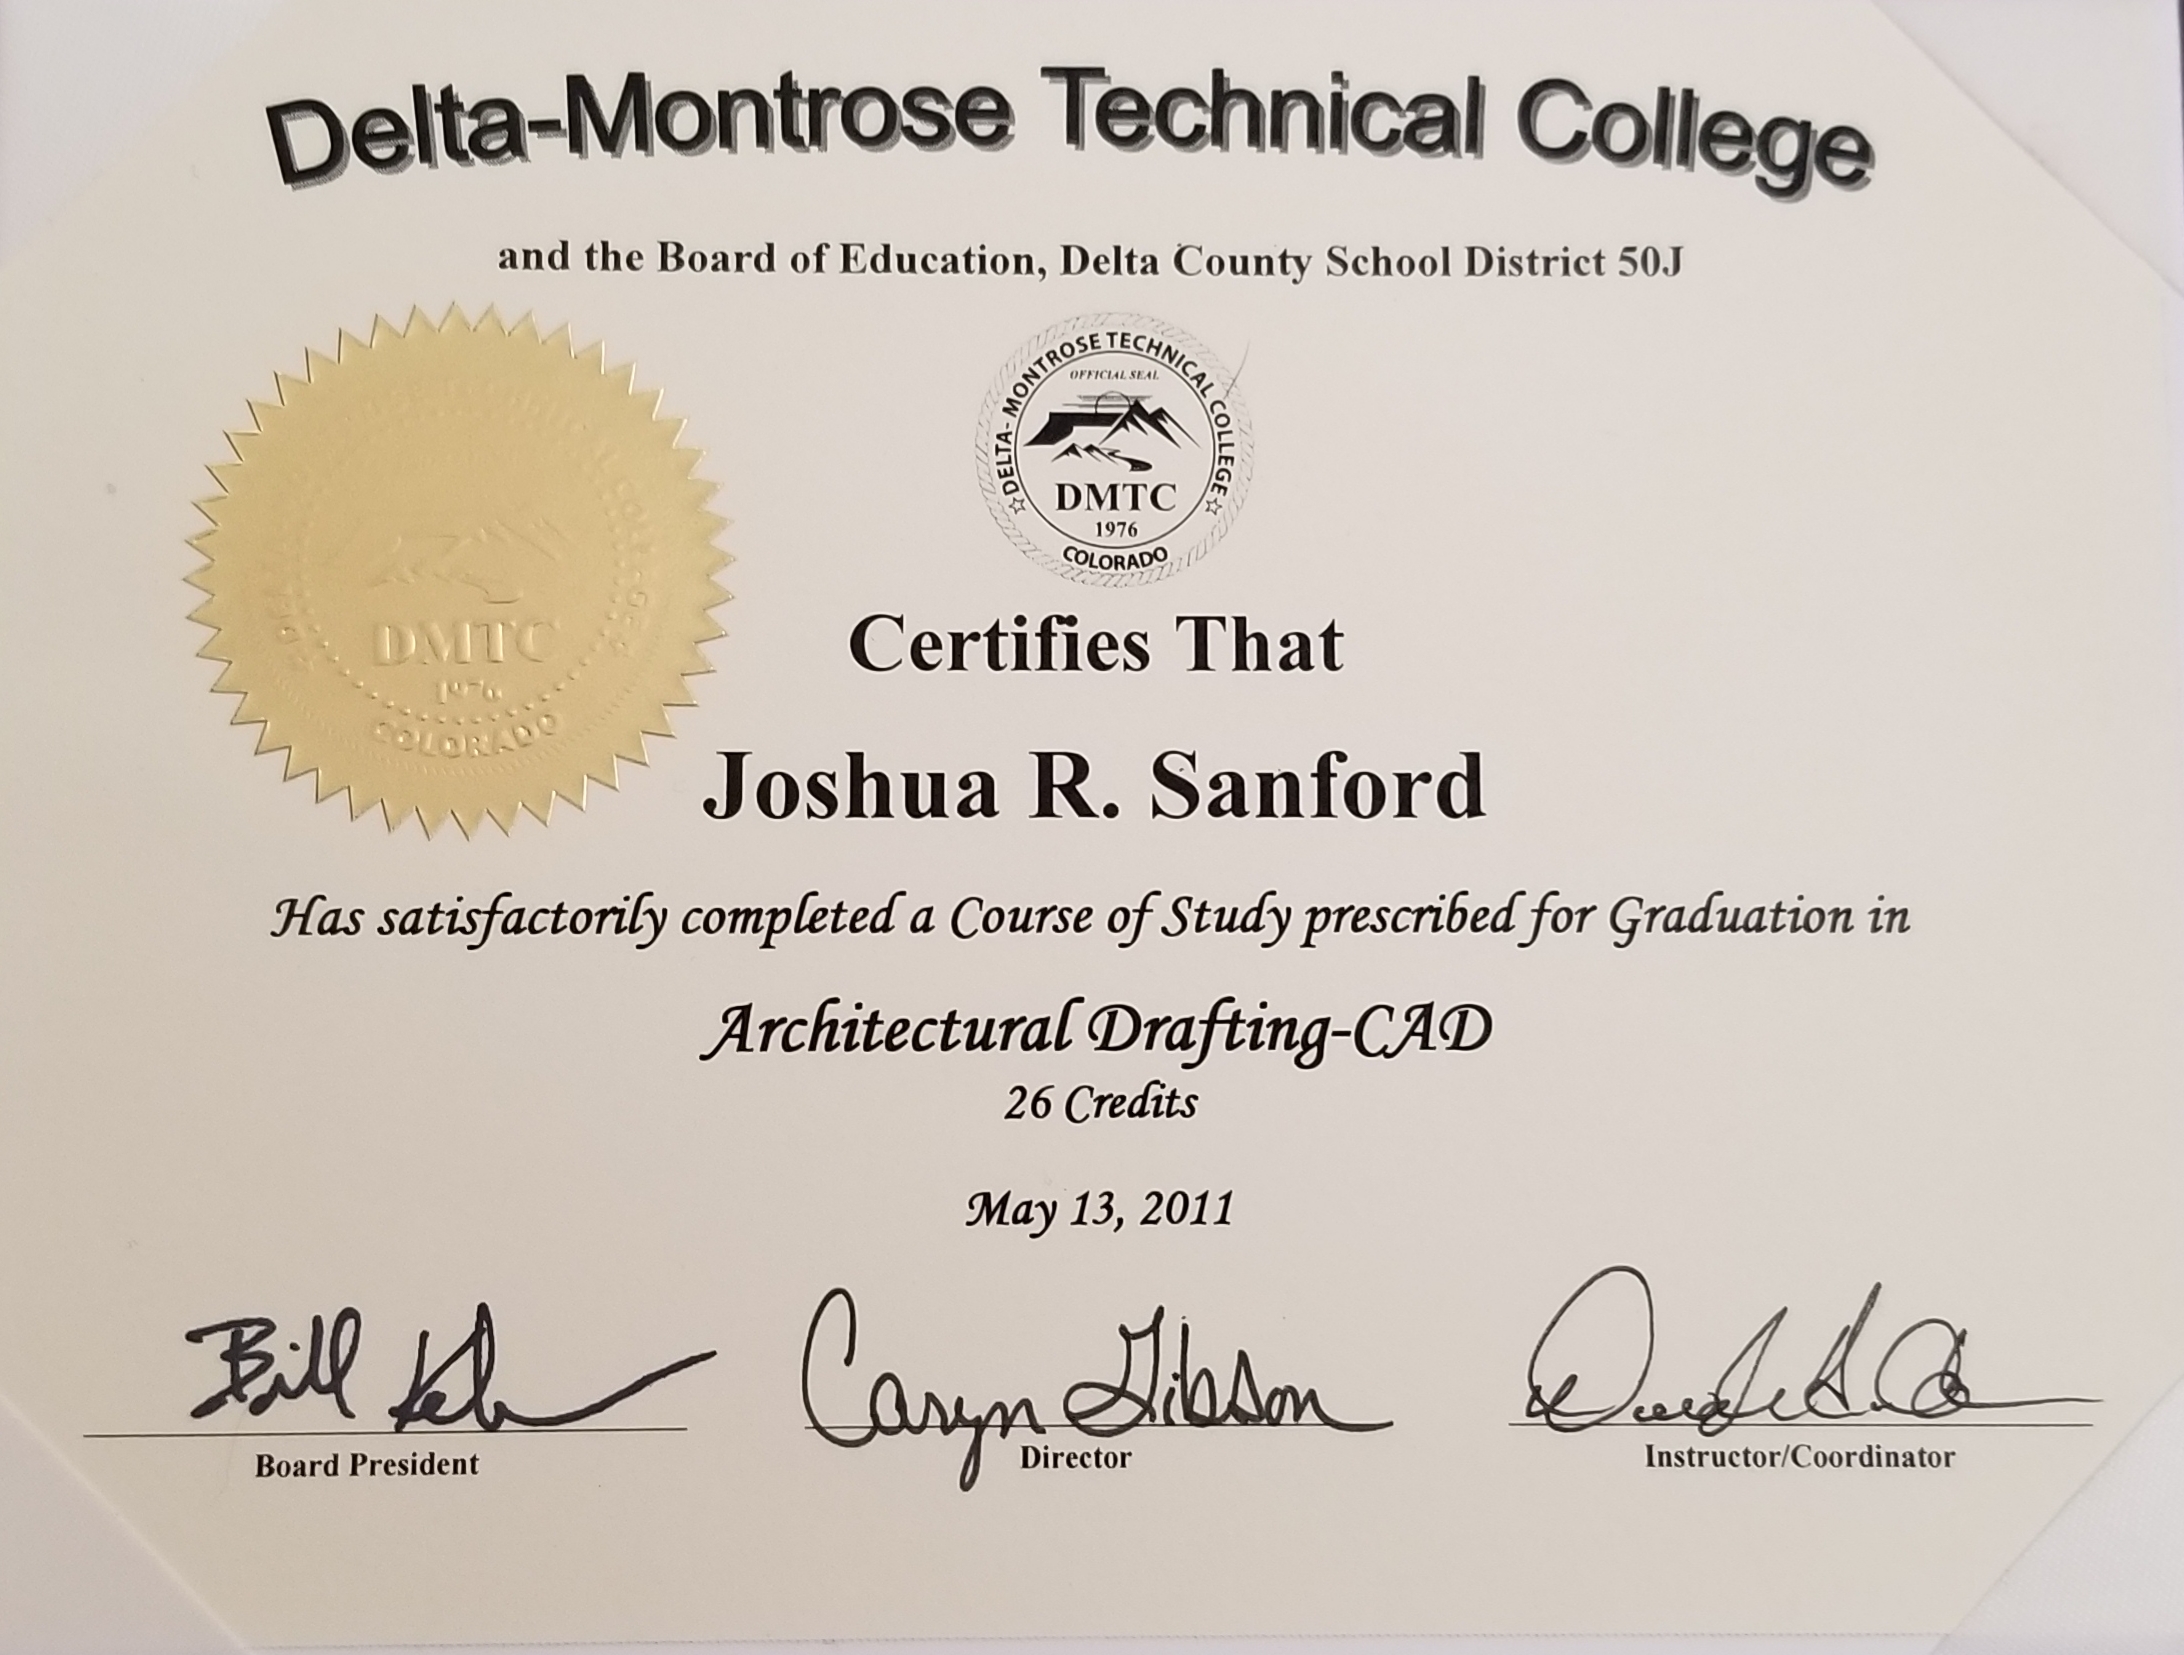 Delta-Montrose Technical College
and the Board of Education, Delta County School District 50J
DELTA- MONTROSE TECHNICAL COLLEGE
OFFICIAL SEAL
DMTC
1976
COLORADO
DMTC
1976
COLORADO
Certifies That
Joshua R. Sanford
Has satisfactorily completed a Course of Study prescribed for Graduation in
Architectural Drafting-CAD
26 Credits
May 13, 2011
Bill
Caryn Gibson
Board President
Director
Instructor/Coordinator